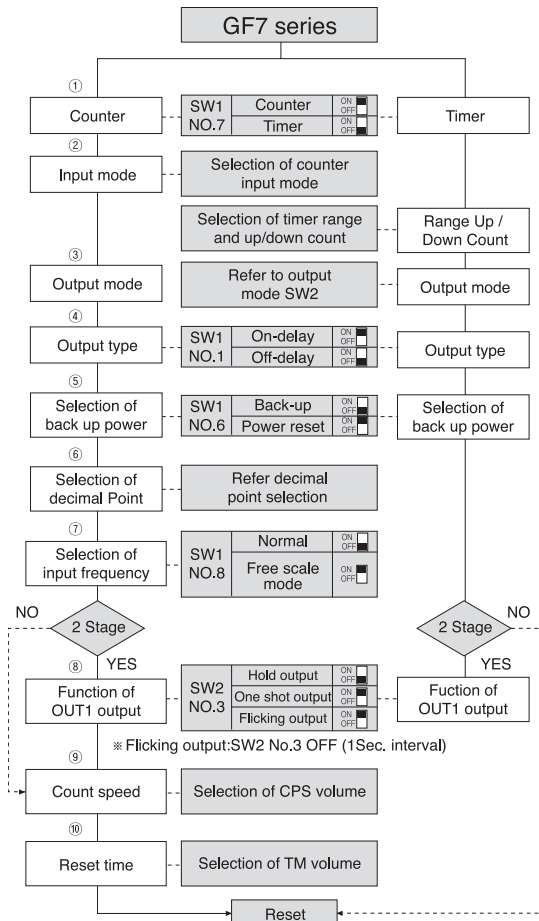 GF7 series
①
Counter
SW1
NO.7
Counter
ON
OFF
Timer
ON
OFF
Timer
②
Input mode
Selection of counter
input mode
Selection of timer range
and up/down count
Range Up /
Down Count
③
Output mode
Refer to output
mode SW2
Output mode
④
Output type
SW1
NO.1
On-delay
ON
OFF
Off-delay
ON
OFF
Output type
⑤
Selection of
back up power
SW1
NO.6
Back-up
ON
OFF
Power reset
ON
OFF
Selection of
back up power
⑥
Selection of
decimal Point
Refer decimal
point selection
⑦
Selection of
input frequency
SW1
NO.8
Normal
ON
OFF
Free scale
mode
ON
OFF
NO
2 Stage
YES
2 Stage
NO
YES
⑧
Function of
OUT1 output
SW2
NO.3
Hold output
ON
OFF
One shot output
ON
OFF
Flicking output
ON
OFF
Fuction of
OUT1 output
※ Flicking output:SW2 No.3 OFF (1Sec. interval)
⑨
Count speed
Selection of CPS volume
⑩
Reset time
Selection of TM volume
Reset